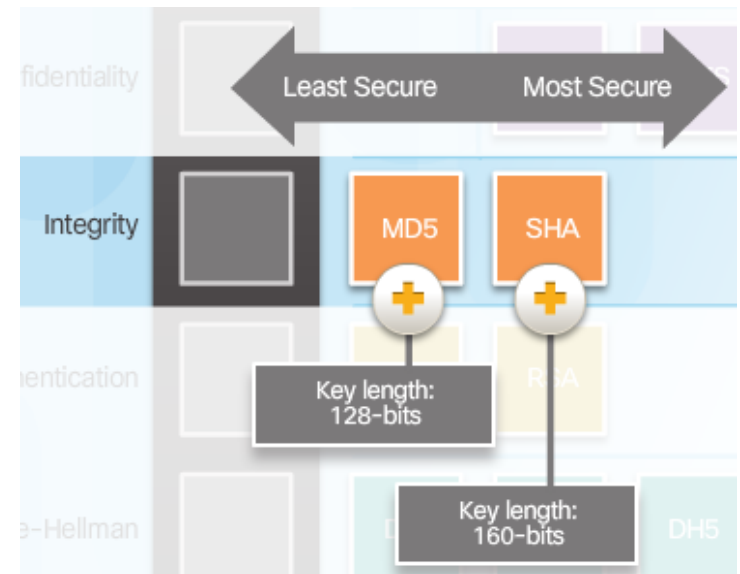 fidentiality
Least Secure Most Secure
S
Integrity
MD5 SHA
hentication
RSA
Key length:
128-bits
e-Hellman
D
Key length:
160-bits
DH5